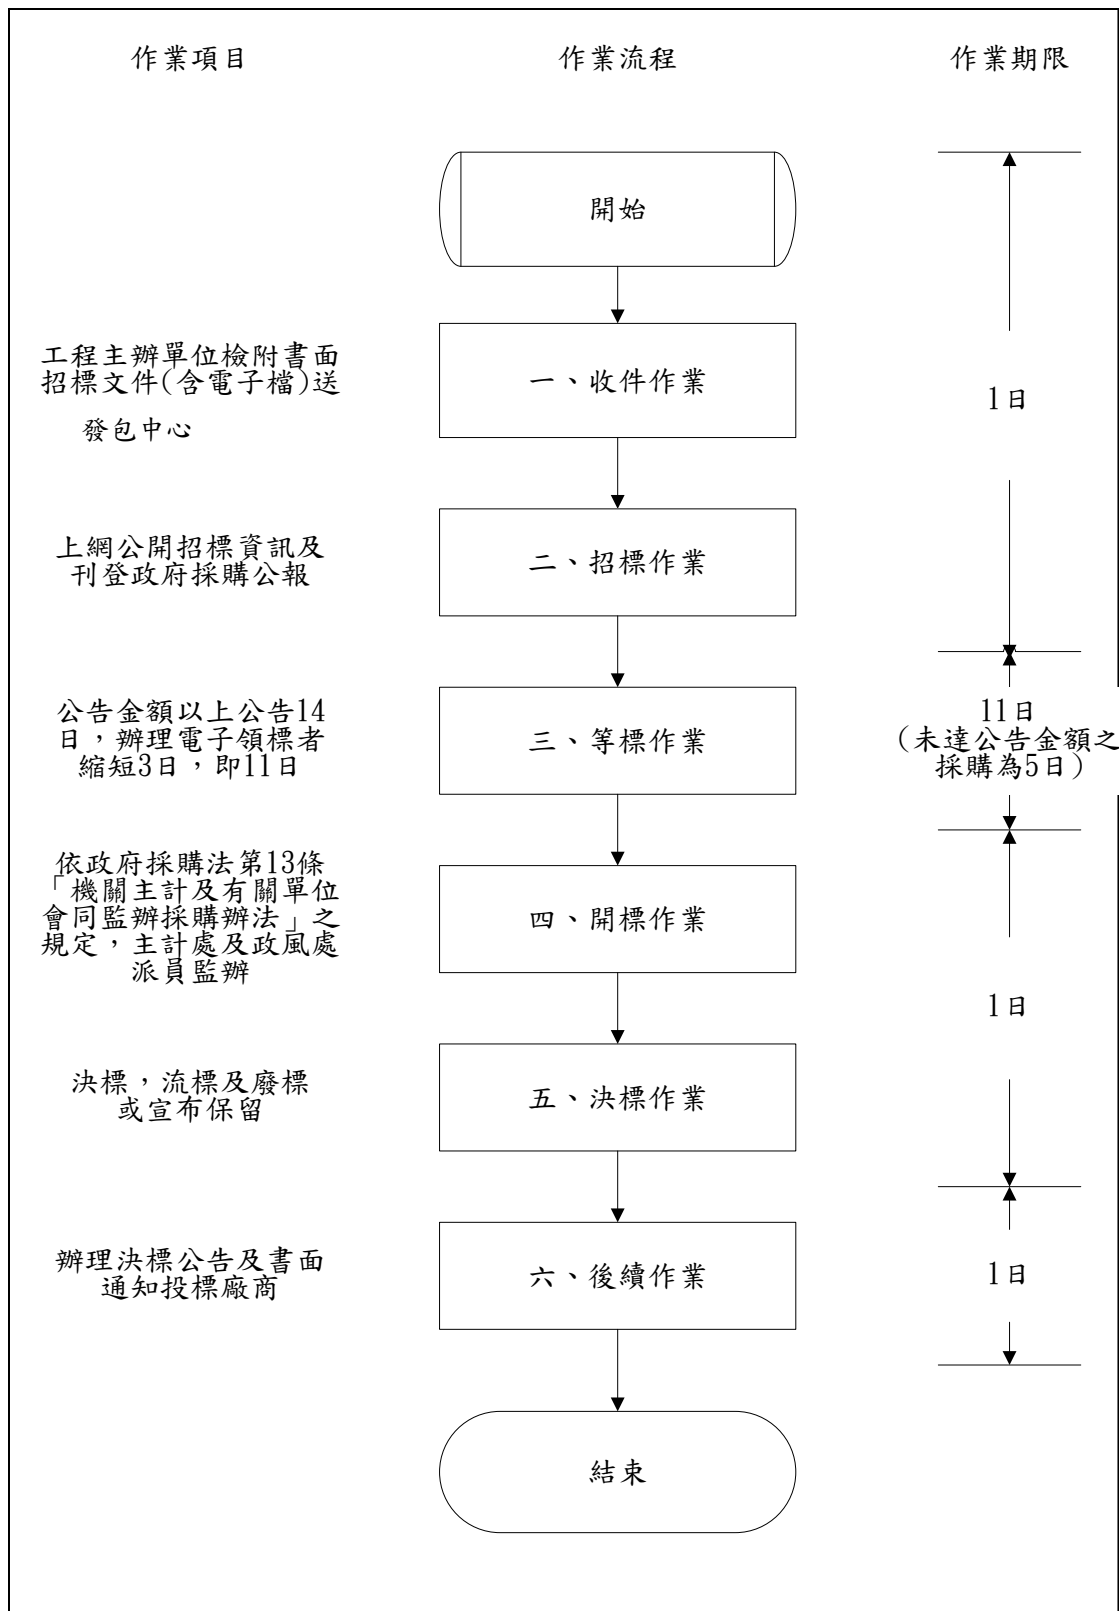 作業項目
作業流程
作業期限
開始
工程主辦單位檢附書面
招標文件(含電子檔)送
發包中心
一、收件作業
1日
上網公開招標資訊及
刊登政府採購公報
二、招標作業
公告金額以上公告14
日，辦理電子領標者
縮短3日，即11日
三、等標作業
11日
（未達公告金額之
採購為5日）
依政府採購法第13條
「機關主計及有關單位
會同監辦採購辦法」之
規定，主計處及政風處
派員監辦
四、開標作業
1日
決標，流標及廢標
或宣布保留
五、決標作業
辦理決標公告及書面
通知投標廠商
六、後續作業
1日
結束